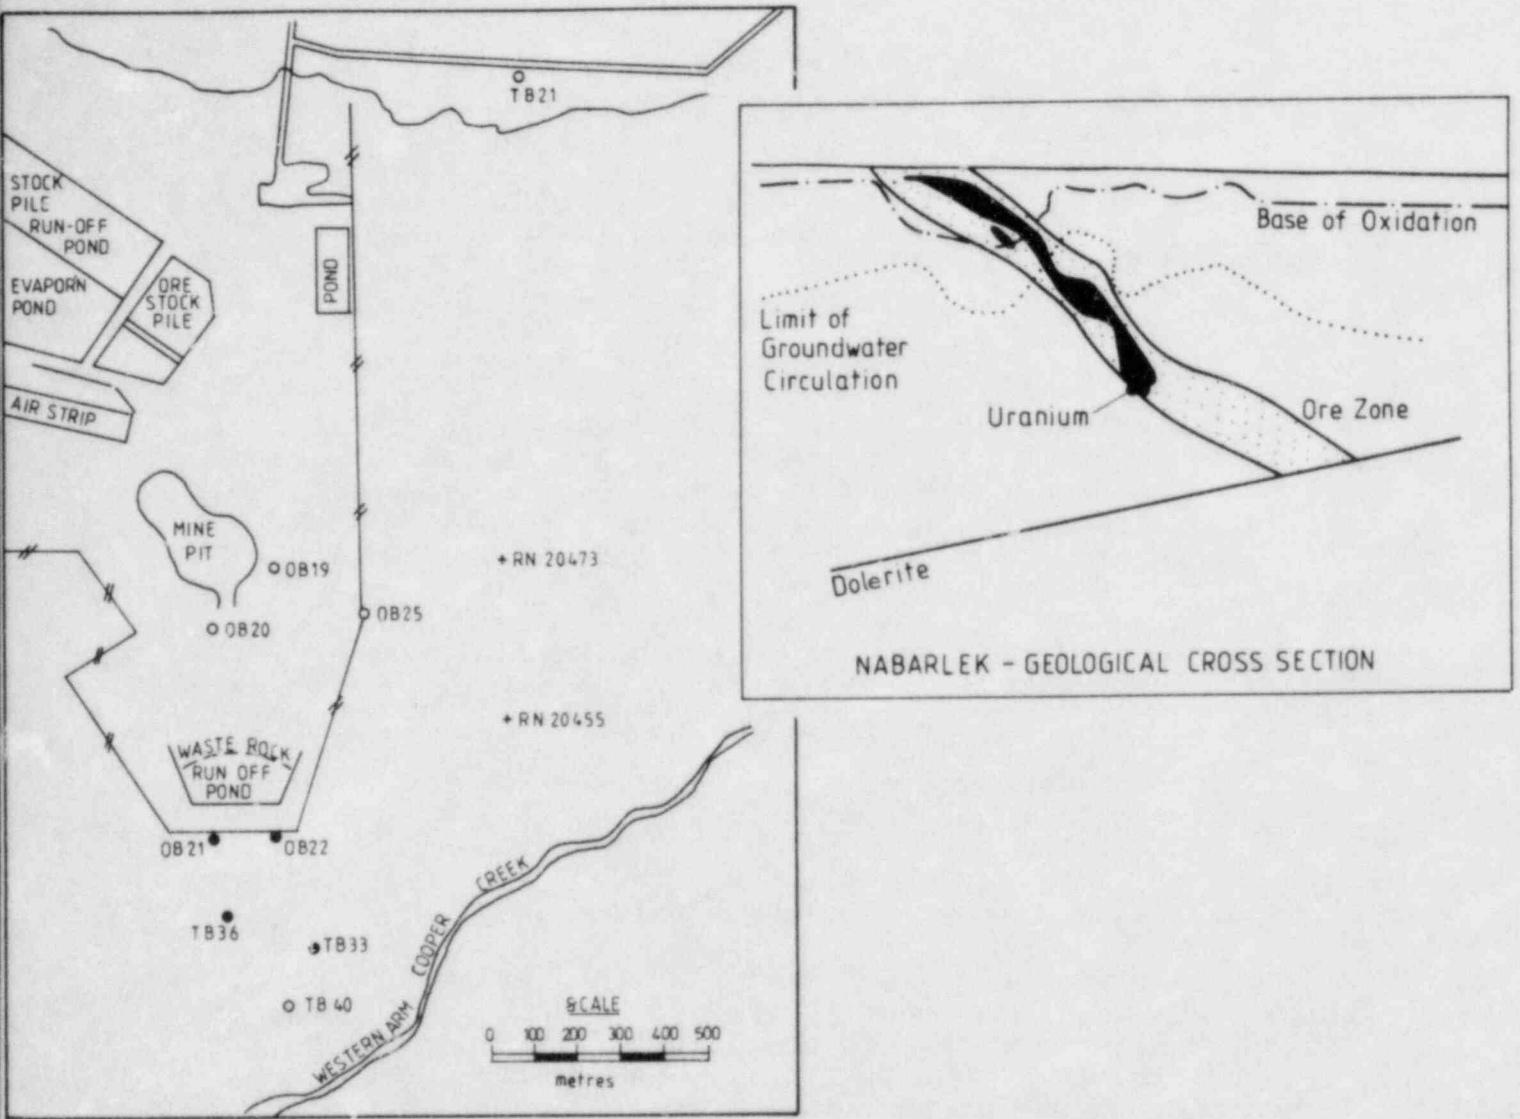 TB21
STOCK
PILE
RUN-OFF
POND
EVAPORN
POND
ORE
STOCK
PILE
POND
AIR STRIP
MINE
PIT
OB19
RN 20473
OB25
OB20
RN 20455
WASTE ROCK
RUN OFF
POND
OB21
OB22
TB36
TB33
TB40
WESTERN ARM COOPER CREEK
SCALE
0 100 200 300 400 500
metres
Base of Oxidation
Limit of
Groundwater
Circulation
Uranium
Ore Zone
Dolerite
NABARLEK - GEOLOGICAL CROSS SECTION